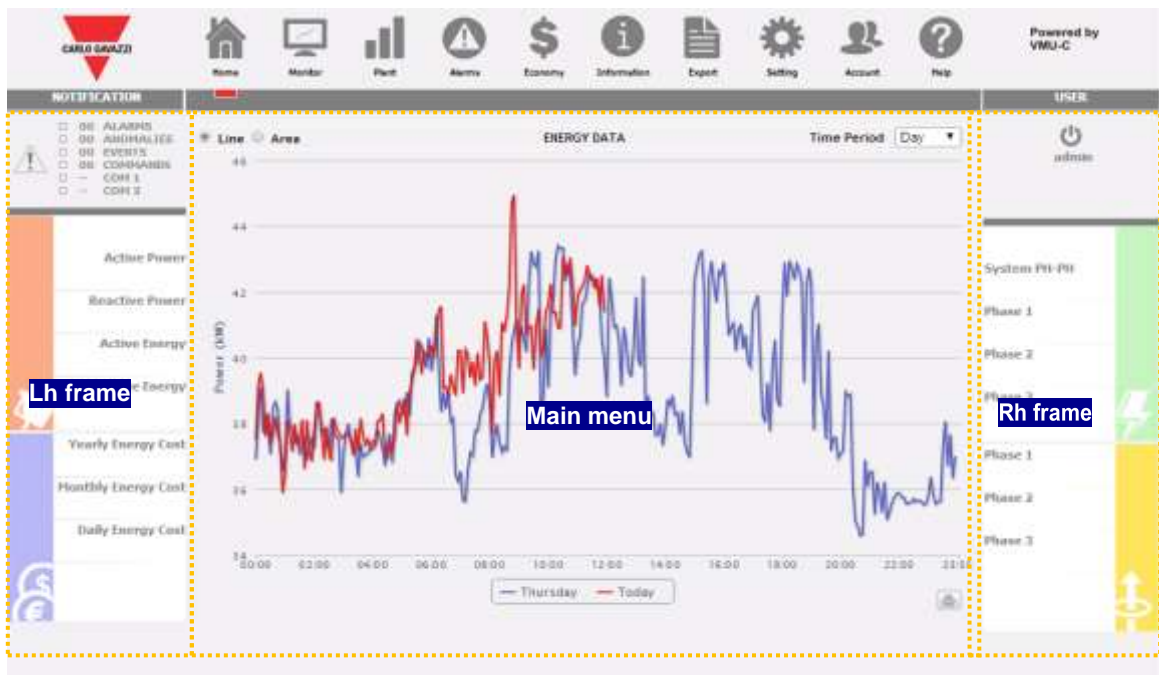 CARLO GAVAZZI
Home
Monitor
Plant
Alarms
Economy
Information
Export
Setting
Account
Help
Powered by
VMU-C
NOTIFICATION
USER
00 ALARMS
00 ANOMALIES
00 EVENTS
00 COMMANDS
-- COM 1
-- COM 2
Line
Area
ENERGY DATA
Time Period
Day
admin
Active Power
Reactive Power
Active Energy
Energy
Yearly Energy Cost
Monthly Energy Cost
Daily Energy Cost
Lh frame
Power (kW)
46
44
42
40
38
36
34
00:00
02:00
04:00
06:00
08:00
10:00
12:00
14:00
16:00
18:00
20:00
22:00
Main menu
Thursday
Today
System PH-PH
Phase 1
Phase 2
Rh frame
Phase 1
Phase 2
Phase 3